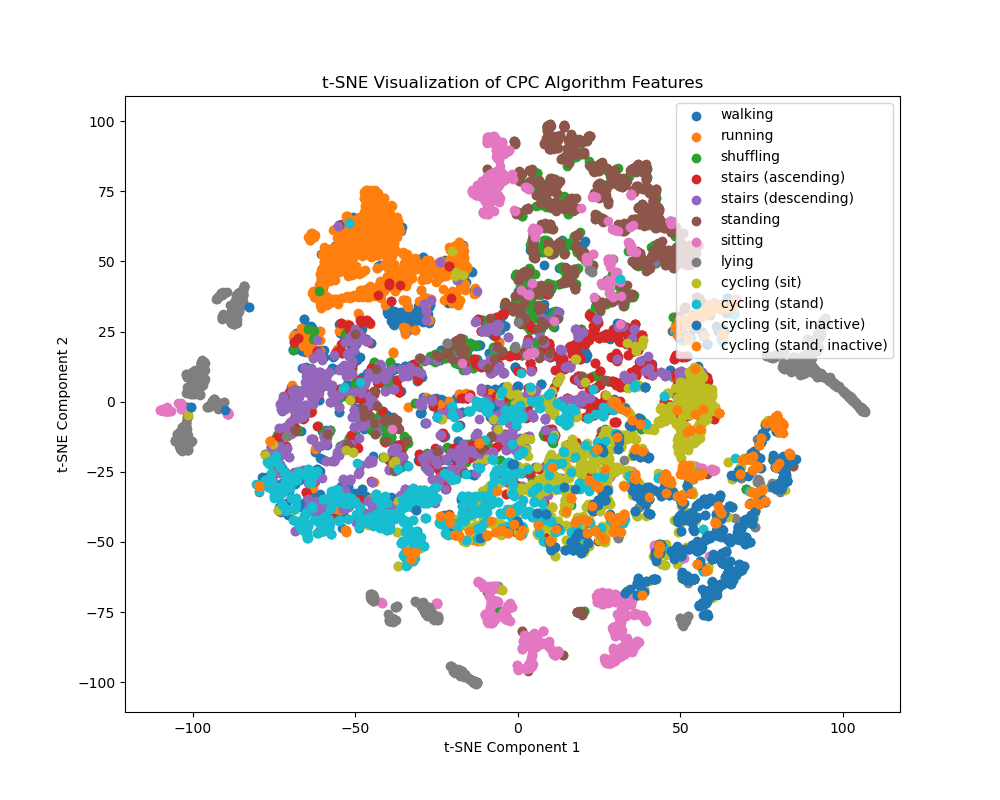 t-SNE Visualization of CPC Algorithm Features
walking
running
shuffling
stairs (ascending)
stairs (descending)
standing
sitting
lying
cycling (sit)
cycling (stand)
cycling (sit, inactive)
cycling (stand, inactive)
t-SNE Component 2
100
75
50
25
0
−25
−50
−75
−100
−100
−50
0
50
100
t-SNE Component 1